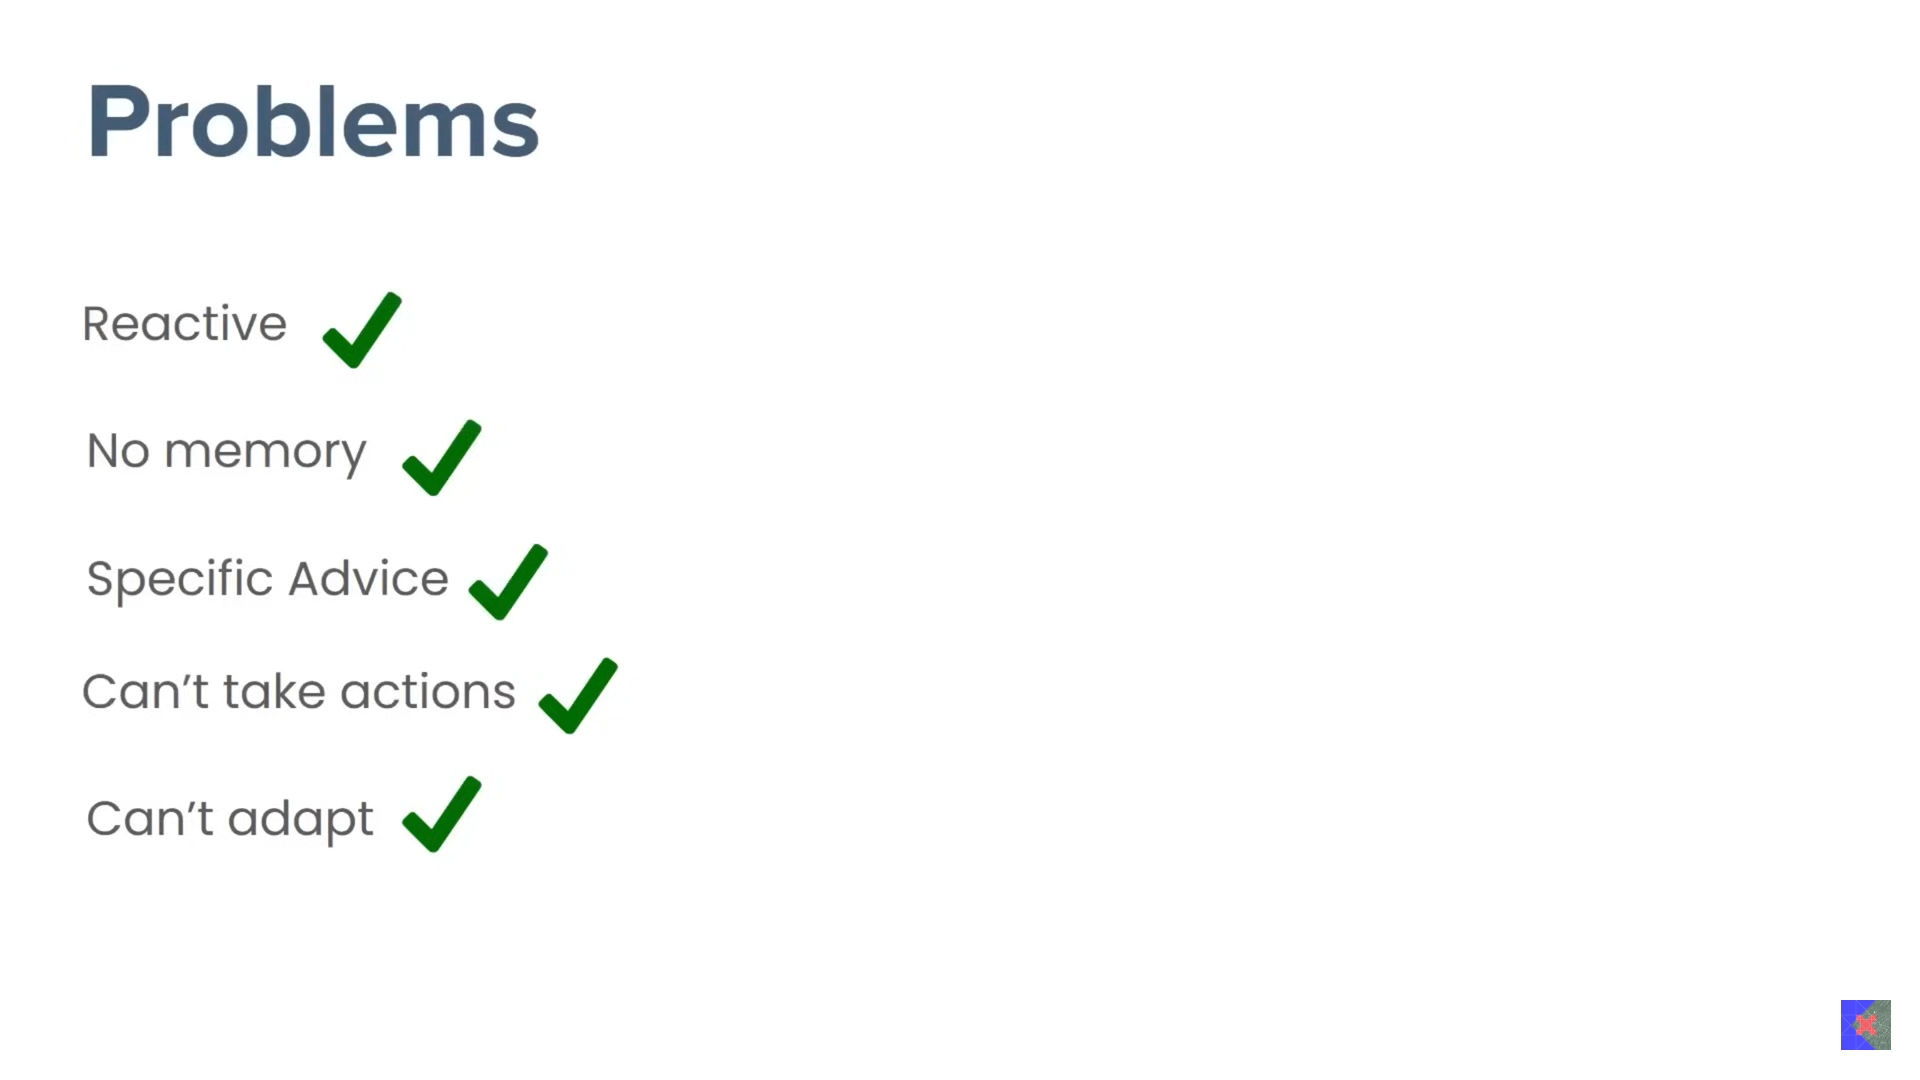 Problems
Reactive
No memory
Specific Advice
Can’t take actions
Can’t adapt